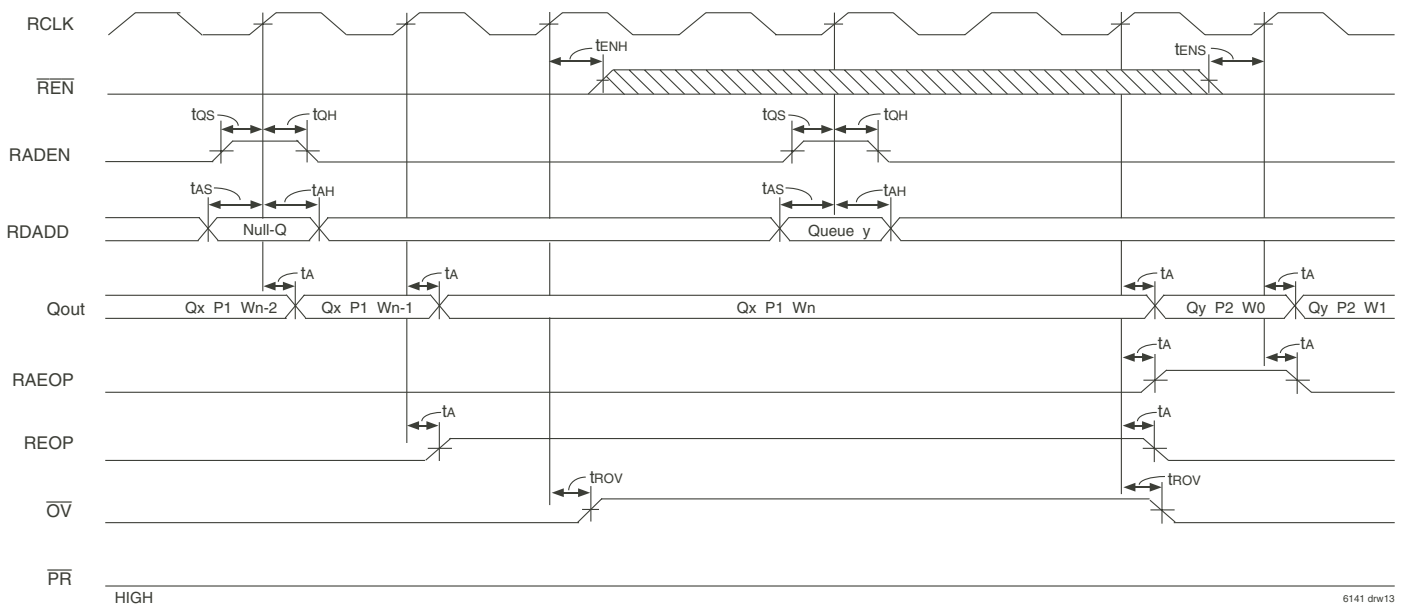 RCLK
tENH
tENS
REN
tQS tQH tQS tQH
RADEN
tAS tAH tAS tAH
RDADD Null-Q Queue y
tA tA tA tA
Qout Qx P1 Wn-2 Qx P1 Wn-1 Qx P1 Wn Qy P2 W0 Qy P2 W1
tA tA
RAEOP
tA tA
REOP
tROV tROV
OV
PR
HIGH
6141 drw13